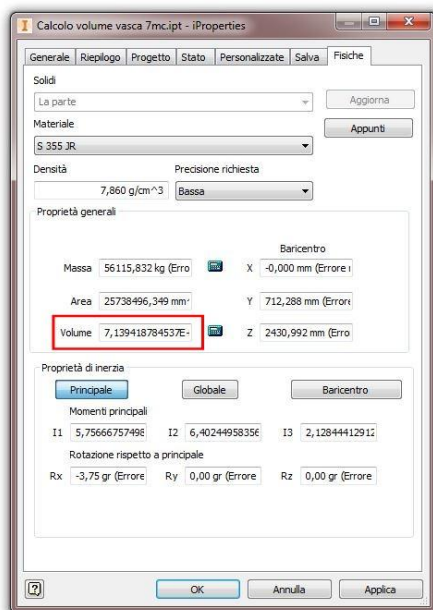 Calcolo volume vasca 7mc.ipt - iProperties
Generale Riepilogo Progetto Stato Personalizzate Salva Fisiche
Solidi
La parte Aggiorna
Materiale Appunti
S 355 JR
Densità Precisione richiesta
7,860 g/cm^3 Bassa
Proprietà generali
Baricentro
Massa 56115,832 kg (Erro X -0,000 mm (Errore
Area 25738496,349 mm Y 712,288 mm (Errore
Volume 7,139418784537E- Z 2430,992 mm (Erro
Proprietà di inerzia
Principale Globale Baricentro
Momenti principali
I1 5,75666757498 I2 6,40244958356 I3 2,12844412912
Rotazione rispetto a principale
Rx -3,75 gr (Errore Ry 0,00 gr (Errore Rz 0,00 gr (Errore
? OK Annulla Applica